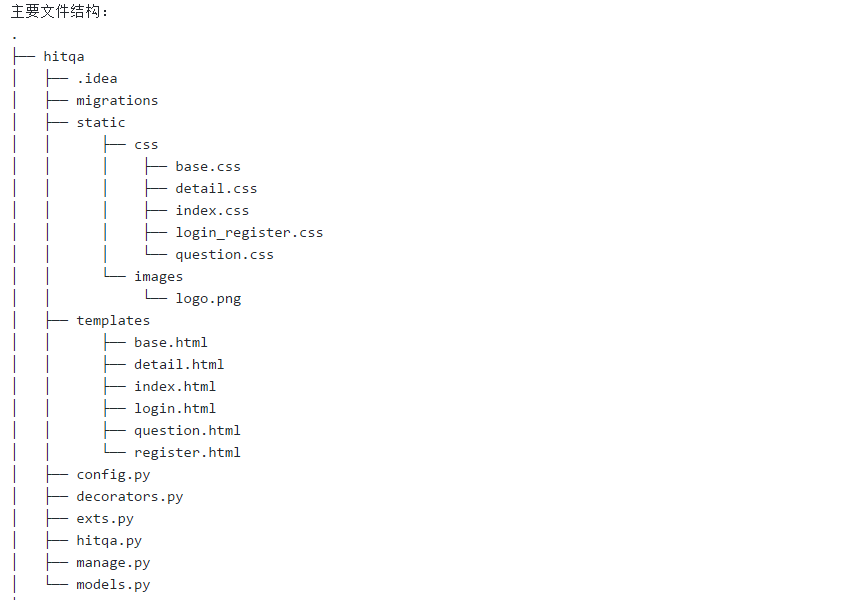 主要文件结构：
.
├── hitqa
│   ├── .idea
│   ├── migrations
│   ├── static
│   │      ├── css
│   │      │    ├── base.css
│   │      │    ├── detail.css
│   │      │    ├── index.css
│   │      │    ├── login_register.css
│   │      │    └── question.css
│   │      └── images
│   │           └── logo.png
│   ├── templates
│   │      ├── base.html
│   │      ├── detail.html
│   │      ├── index.html
│   │      ├── login.html
│   │      ├── question.html
│   │      └── register.html
│   ├── config.py
│   ├── decorators.py
│   ├── exts.py
│   ├── hitqa.py
│   ├── manage.py
│   └── models.py